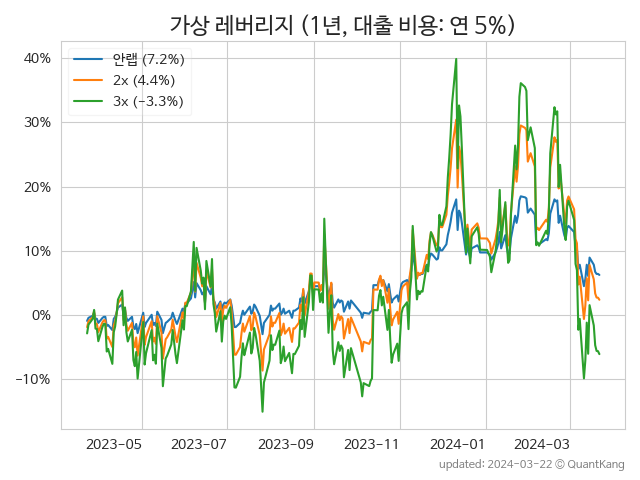 가상 레버리지 (1년, 대출 비용: 연 5%)
안랩 (7.2%)
2x (4.4%)
3x (−3.3%)
40%
30%
20%
10%
0%
−10%
2023-05 2023-07 2023-09 2023-11 2024-01 2024-03
updated: 2024-03-22 © QuantKang